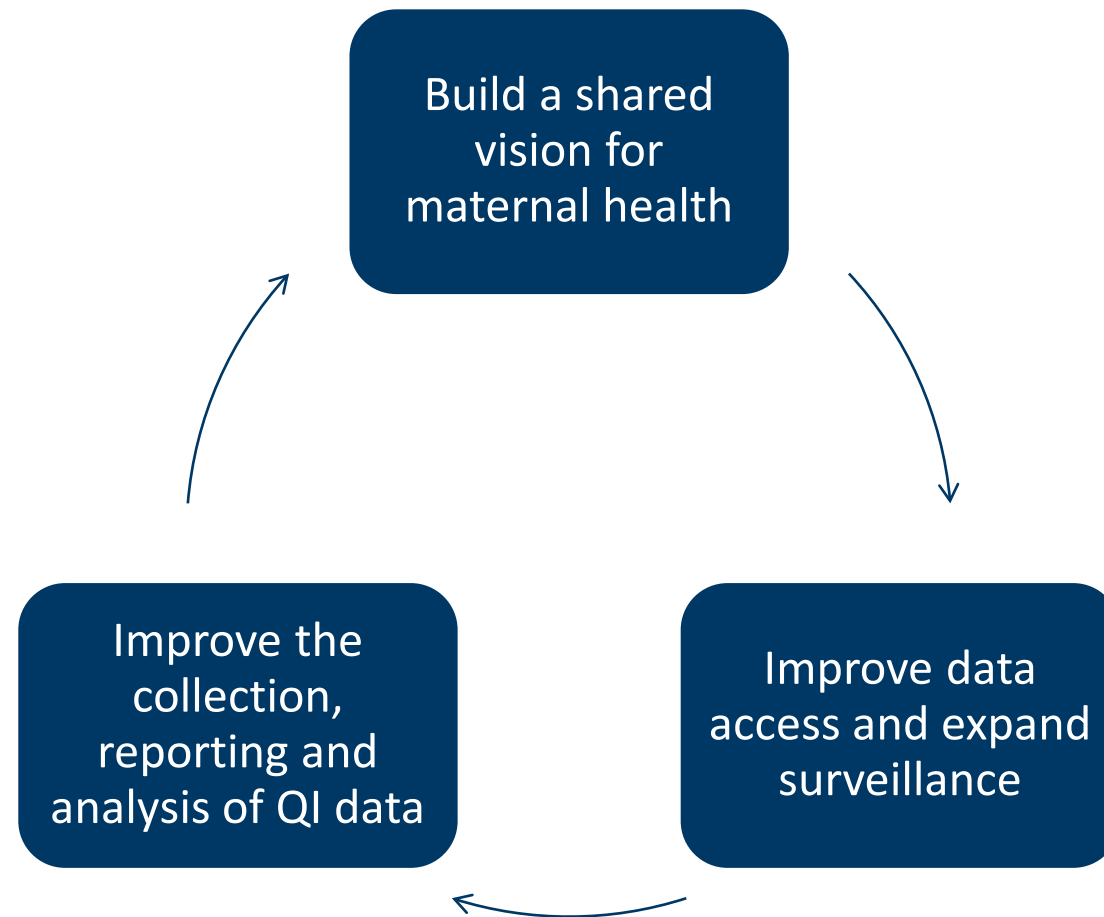 Build a shared
vision for
maternal health
Improve data
access and expand
surveillance
Improve the
collection,
reporting and
analysis of QI data